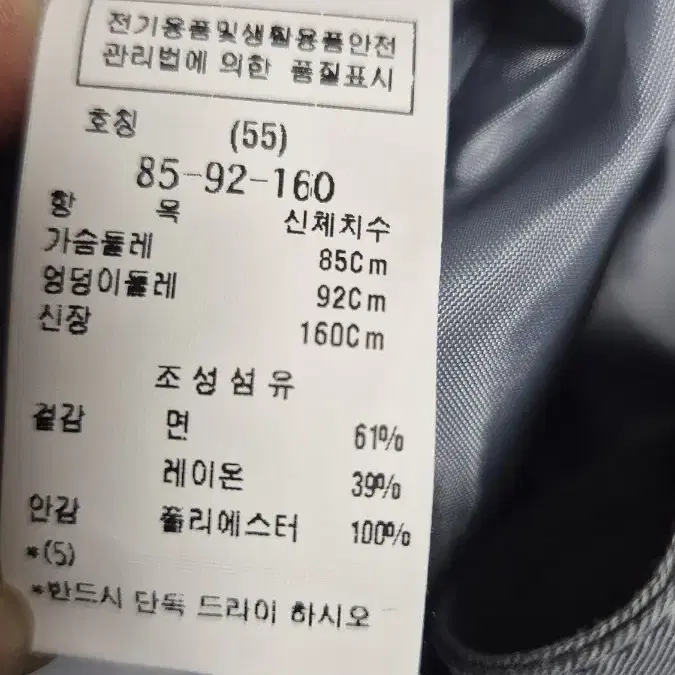 전기용품및생활용품안전
관리법에 의한 품질표시
호칭 (55)
85-92-160
항 목 신체치수
가슴둘레 85Cm
엉덩이둘레 92Cm
신장 160Cm
조성섬유
겉감 면 61%
레이온 39%
안감 폴리에스터 100%
*(5)
*반드시 단독 드라이 하시오